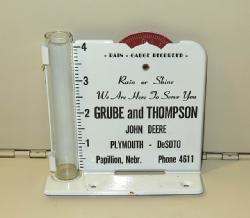 • RAIN - GAUGE RECORDER •
Rain or Shine
We Are Here To Serve You
GRUBE and THOMPSON
JOHN DEERE
PLYMOUTH - DeSOTO
Papillion, Nebr. Phone 4611
4
3
2
1